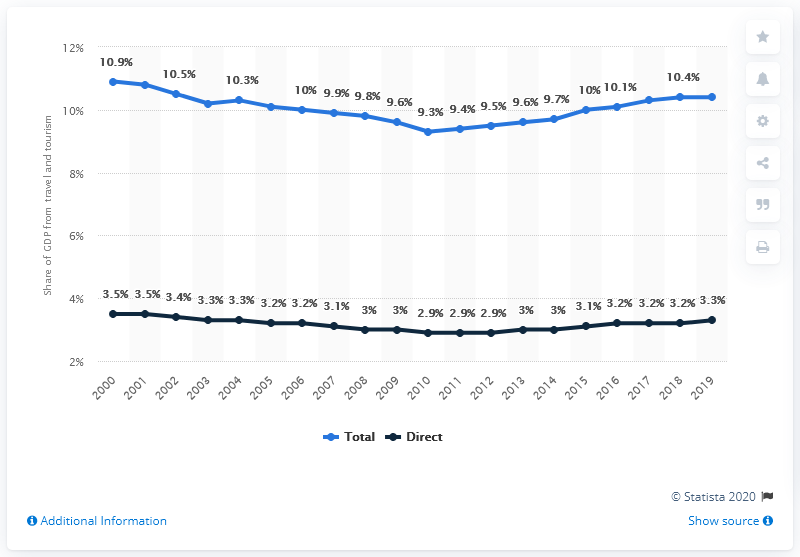 12%
10%
8%
6%
4%
2%
Share of GDP from travel and tourism
10.9% 10.5% 10.3% 10% 9.9% 9.8% 9.6% 9.3% 9.4% 9.5% 9.6% 9.7% 10% 10.1% 10.4%
3.5% 3.5% 3.4% 3.3% 3.3% 3.2% 3.2% 3.1% 3% 3% 2.9% 2.9% 2.9% 3% 3% 3.1% 3.2% 3.2% 3.2% 3.3%
2000 2001 2002 2003 2004 2005 2006 2007 2008 2009 2010 2011 2012 2013 2014 2015 2016 2017 2018 2019
Total Direct
© Statista 2020
Additional Information Show source